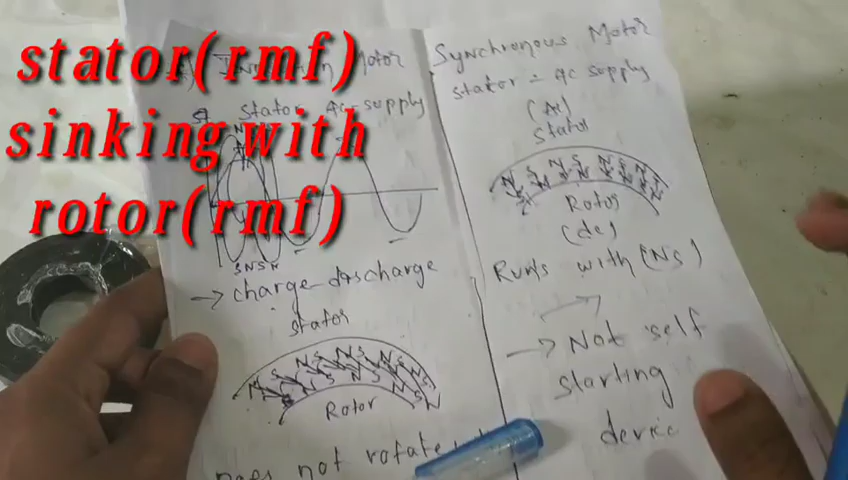 stator(rmf)
sinking with
rotor(rmf)
Motor
Stator AC-supply
S N S N
→ charge-discharge
Stator
N S N S N S N S
Rotor
Does not rotate
Synchronous Motor
Stator = AC supply
(AC)
Stator
N S N S N S N S
Rotor
(dc)
Runs with (Ns)
→ Not self
starting
device